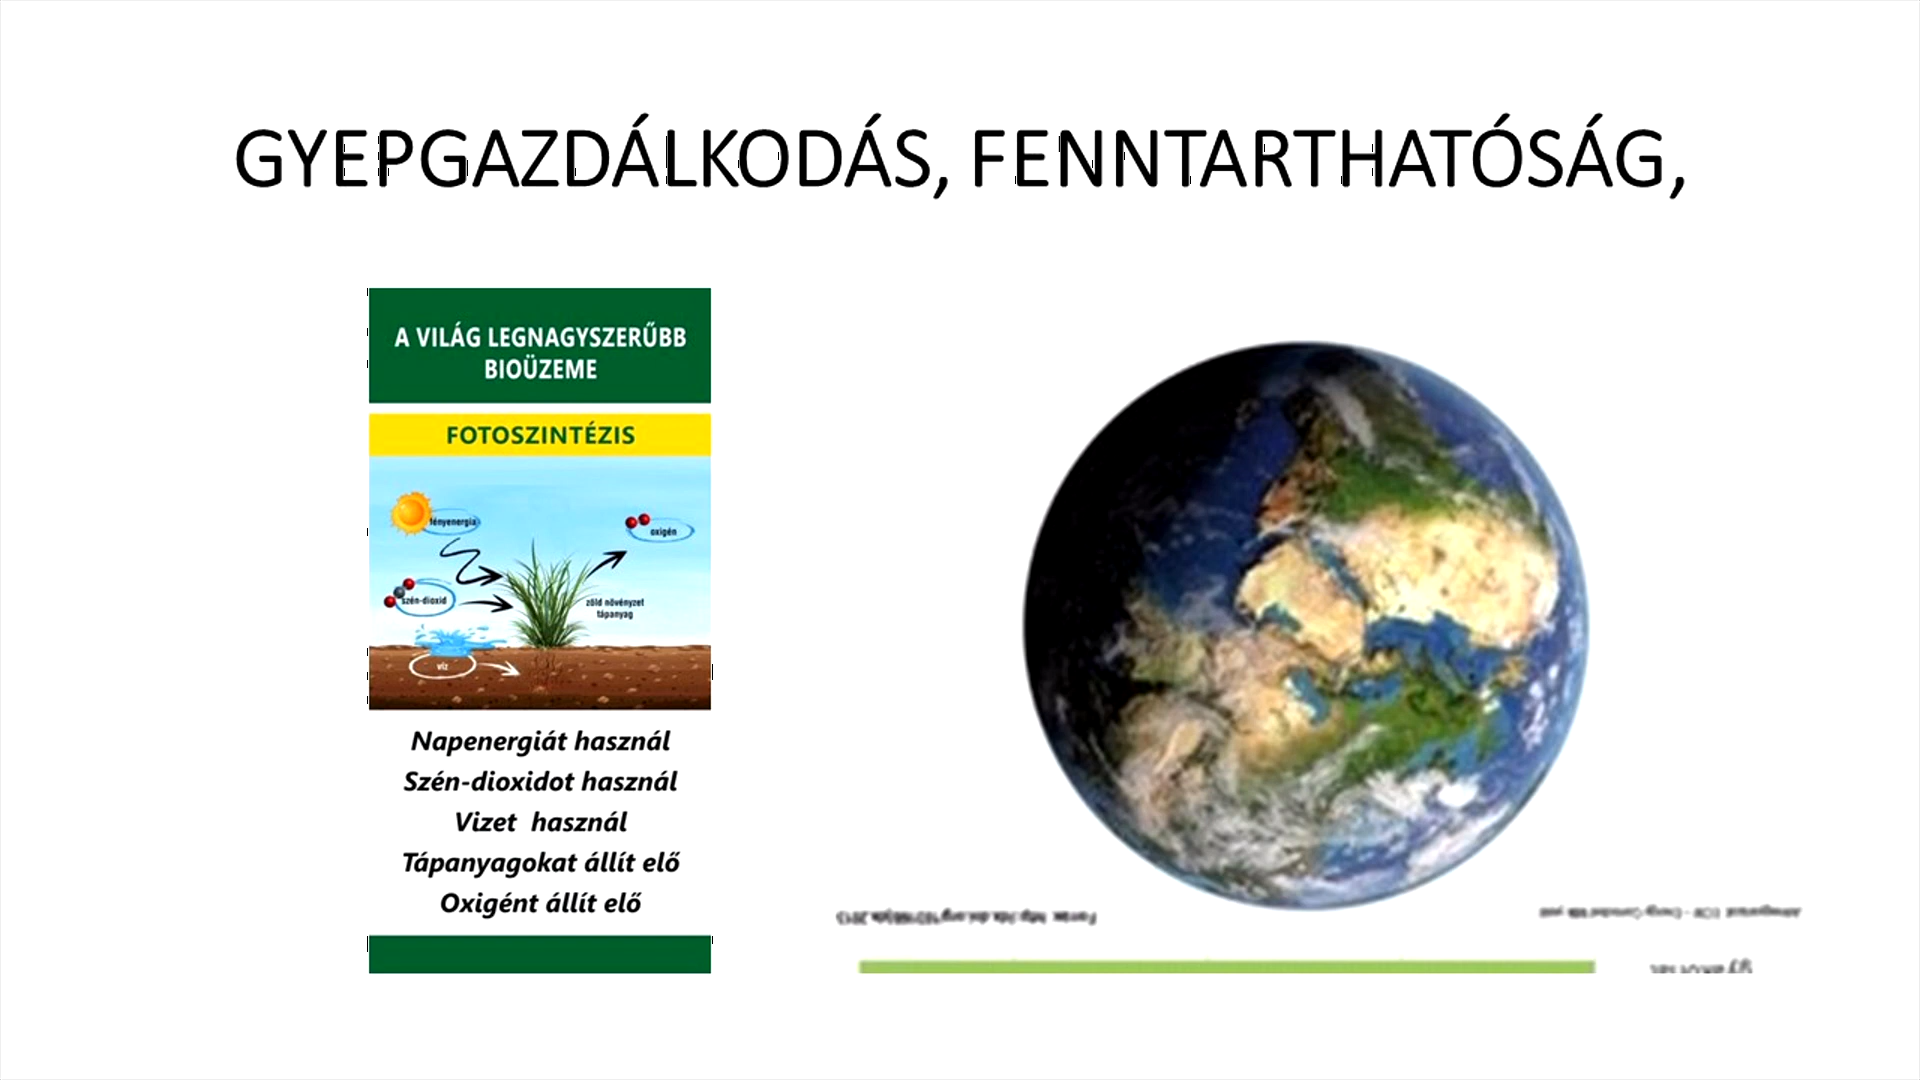 GYEPGAZDÁLKODÁS, FENNTARTHATÓSÁG,
A VILÁG LEGNAGYSZERŰBB
BIOÜZEME
FOTOSZINTÉZIS
fényenergia
oxigén
szén-dioxid
zöld növényzet
tápanyag
víz
Napenergiát használ
Szén-dioxidot használ
Vizet használ
Tápanyagokat állít elő
Oxigént állít elő